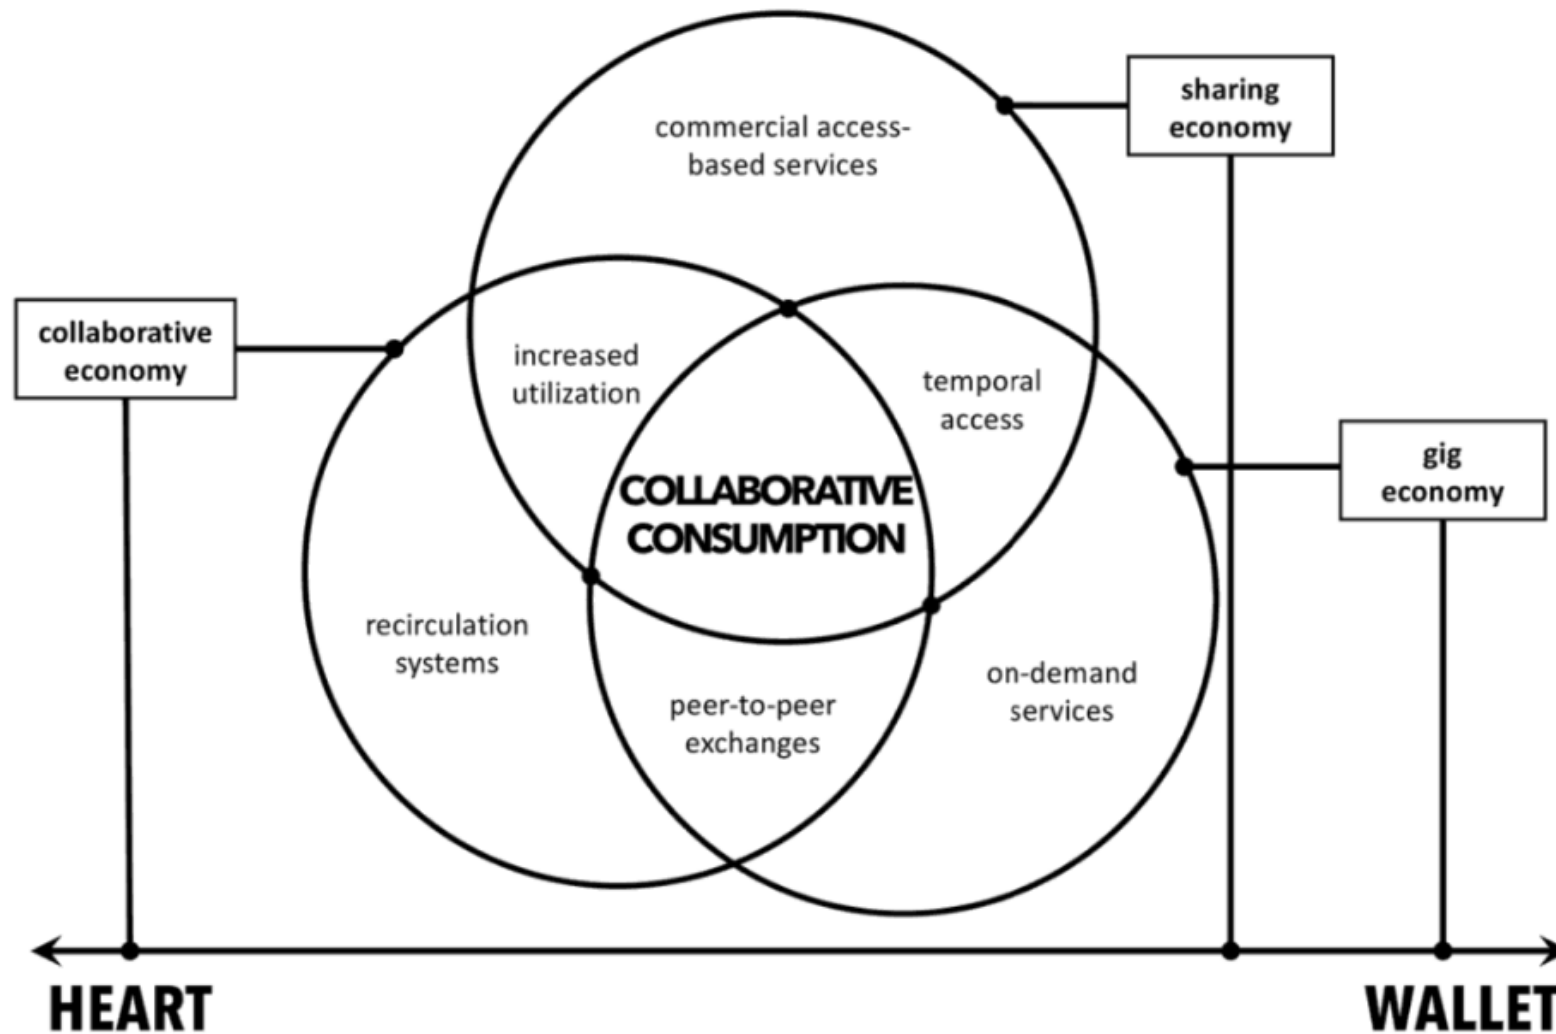 sharing
economy
commercial access-
based services
collaborative
economy
increased
utilization
temporal
access
gig
economy
COLLABORATIVE
CONSUMPTION
recirculation
systems
on-demand
services
peer-to-peer
exchanges
HEART
WALLET